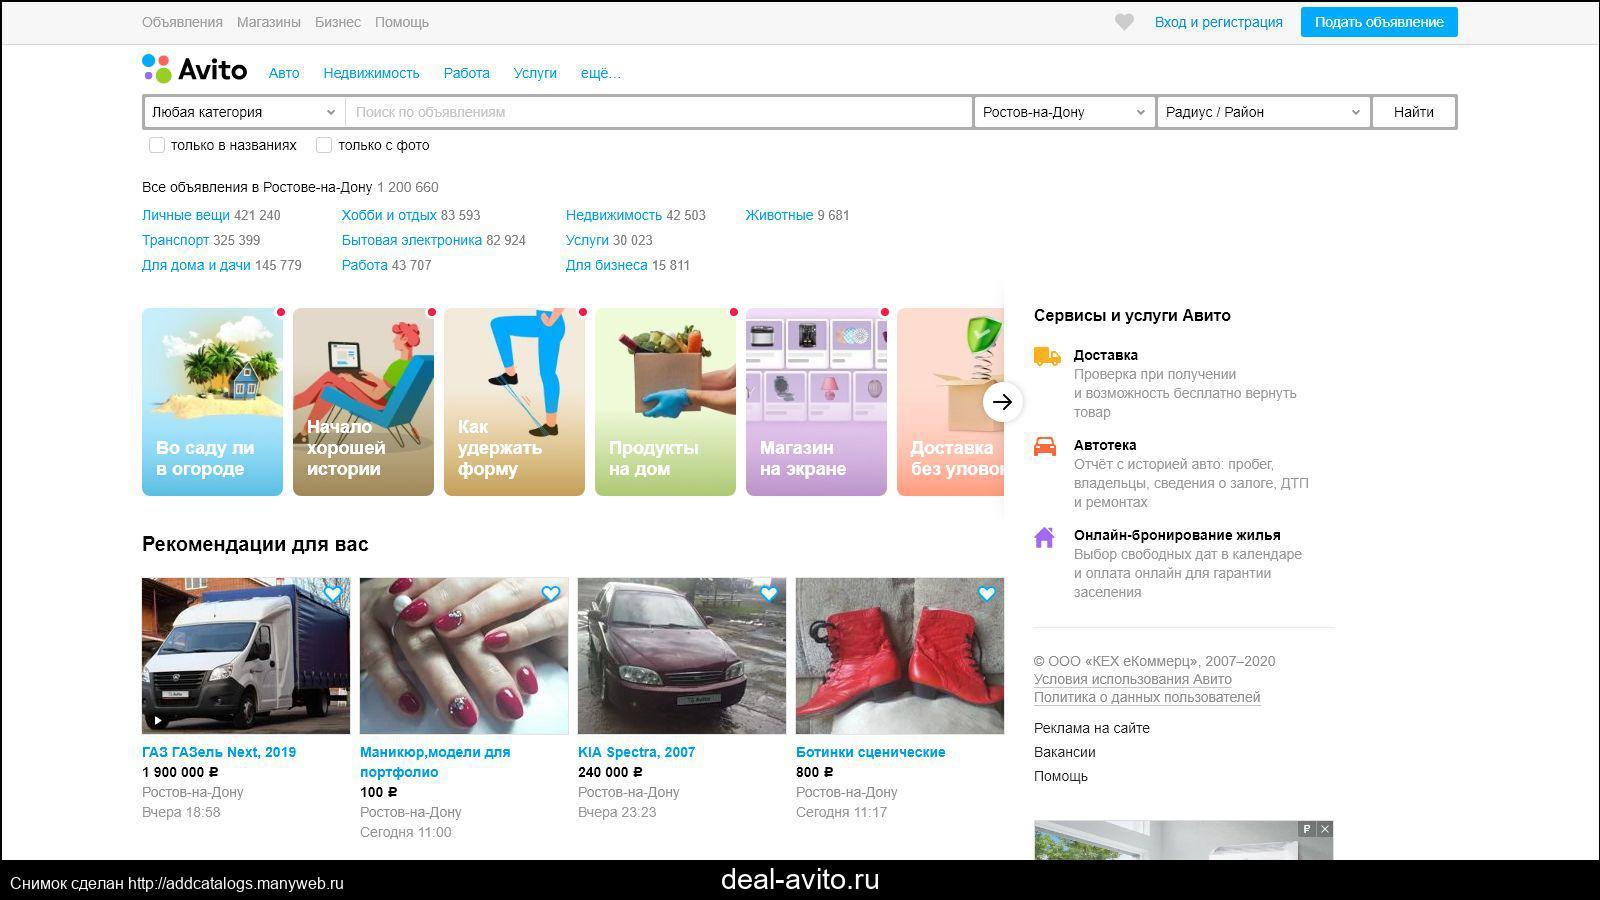 Объявления Магазины Бизнес Помощь
Вход и регистрация
Подать объявление
Avito
Авто Недвижимость Работа Услуги ещё...
Любая категория
Поиск по объявлениям
Ростов-на-Дону
Радиус / Район
Найти
только в названиях
только с фото
Все объявления в Ростове-на-Дону 1 200 660
Личные вещи 421 240
Хобби и отдых 83 593
Недвижимость 42 503
Животные 9 681
Транспорт 325 399
Бытовая электроника 82 924
Услуги 30 023
Для дома и дачи 145 779
Работа 43 707
Для бизнеса 15 811
Во саду ли
в огороде
Начало
хорошей
истории
Как
удержать
форму
Продукты
на дом
Магазин
на экране
Доставка
без уловок
Сервисы и услуги Авито
Доставка
Проверка при получении
и возможность бесплатно вернуть
товар
Автотека
Отчёт с историей авто: пробег,
владельцы, сведения о залоге, ДТП
и ремонтах
Онлайн-бронирование жилья
Выбор свободных дат в календаре
и оплата онлайн для гарантии
заселения
Рекомендации для вас
Avito
Avito
ГАЗ ГАЗель Next, 2019
1 900 000 ₽
Ростов-на-Дону
Вчера 18:58
Маникюр,модели для
портфолио
100 ₽
Ростов-на-Дону
Сегодня 11:00
KIA Spectra, 2007
240 000 ₽
Ростов-на-Дону
Вчера 23:23
Ботинки сценические
800 ₽
Ростов-на-Дону
Сегодня 11:17
© ООО «КЕХ еКоммерц», 2007–2020
Условия использования Авито
Политика о данных пользователей
Реклама на сайте
Вакансии
Помощь
₽
Снимок сделан http://addcatalogs.manyweb.ru
deal-avito.ru